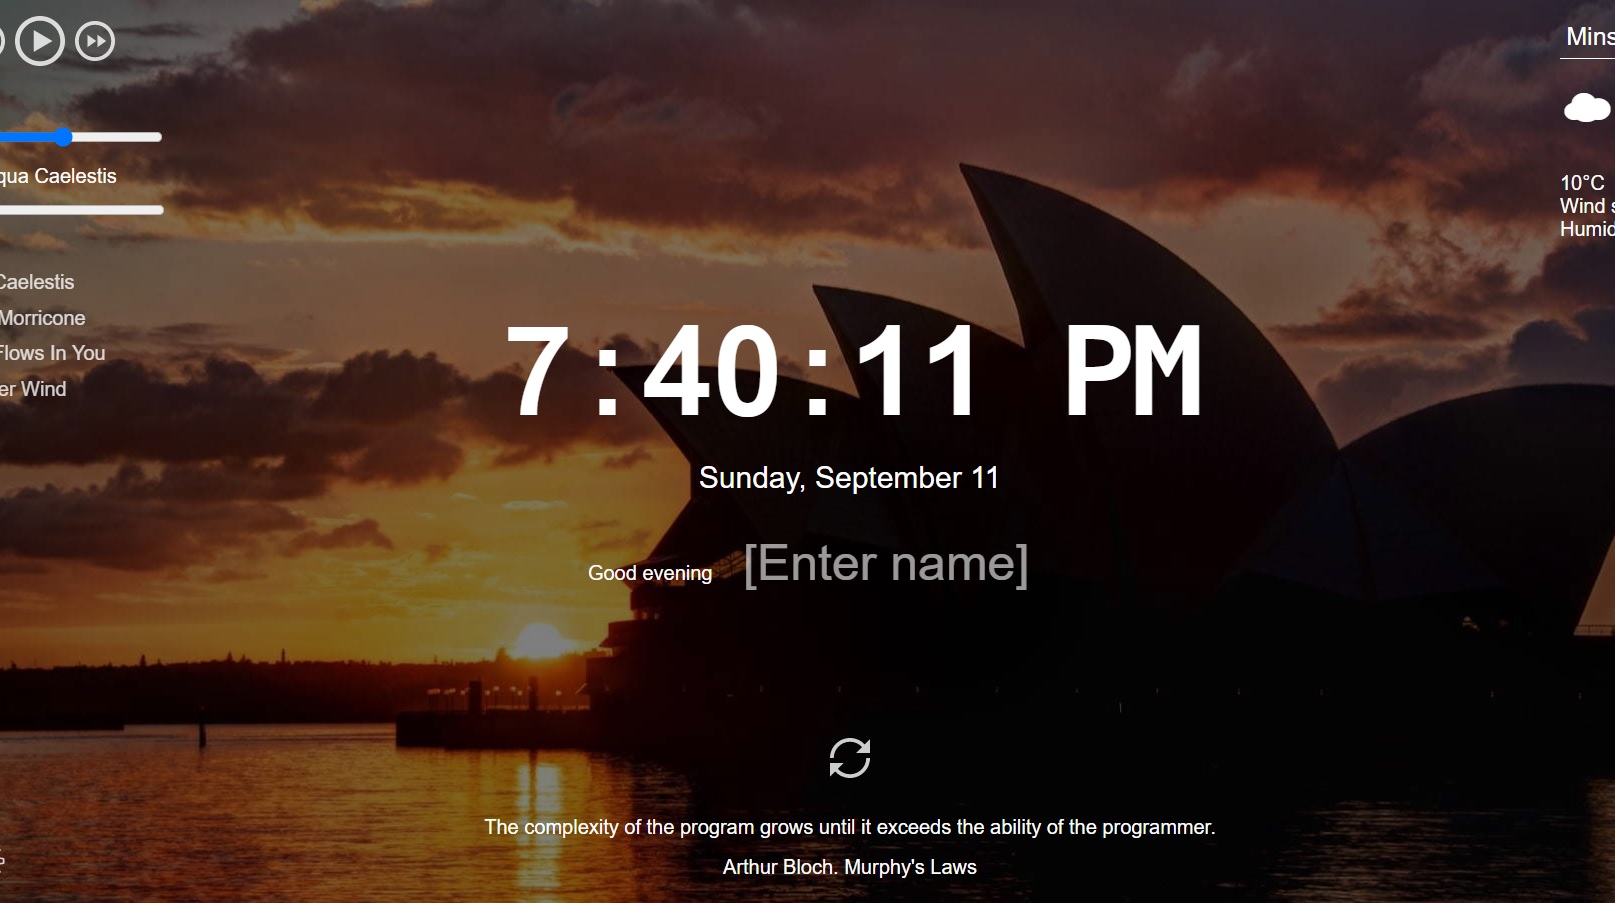 Mins
qua Caelestis
10°C
Wind s
Humid
Caelestis
Morricone
Flows In You
er Wind
7:40:11 PM
Sunday, September 11
Good evening [Enter name]
The complexity of the program grows until it exceeds the ability of the programmer.
Arthur Bloch. Murphy's Laws